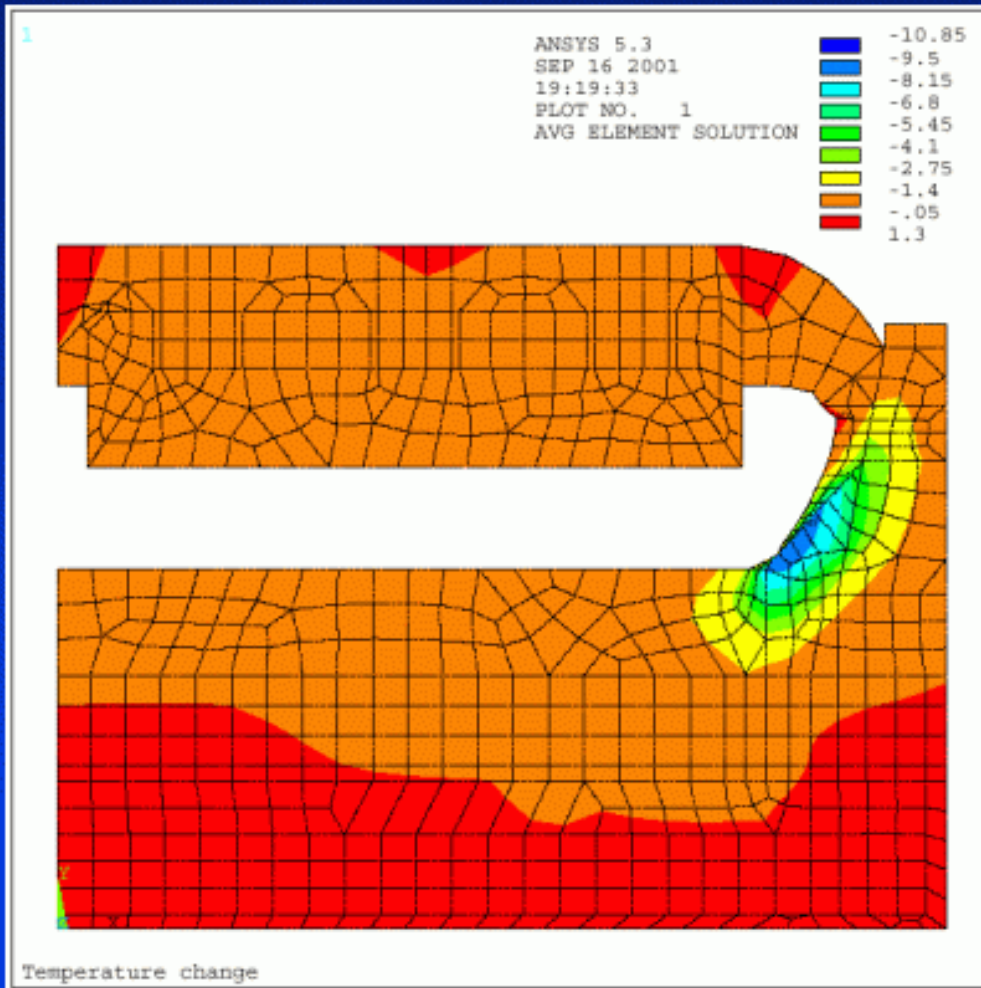 1
ANSYS 5.3
SEP 16 2001
19:19:33
PLOT NO. 1
AVG ELEMENT SOLUTION
-10.85
-9.5
-8.15
-6.8
-5.45
-4.1
-2.75
-1.4
-.05
1.3
Y
X
Temperature change